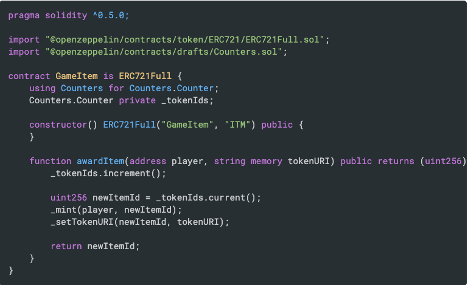 pragma solidity ^0.5.0;
import "@openzeppelin/contracts/token/ERC721/ERC721Full.sol";
import "@openzeppelin/contracts/drafts/Counters.sol";
contract GameItem is ERC721Full {
    using Counters for Counters.Counter;
    Counters.Counter private _tokenIds;
    constructor() ERC721Full("GameItem", "ITM") public {
    }
    function awardItem(address player, string memory tokenURI) public returns (uint256)
        _tokenIds.increment();
        uint256 newItemId = _tokenIds.current();
        _mint(player, newItemId);
        _setTokenURI(newItemId, tokenURI);
        return newItemId;
    }
}